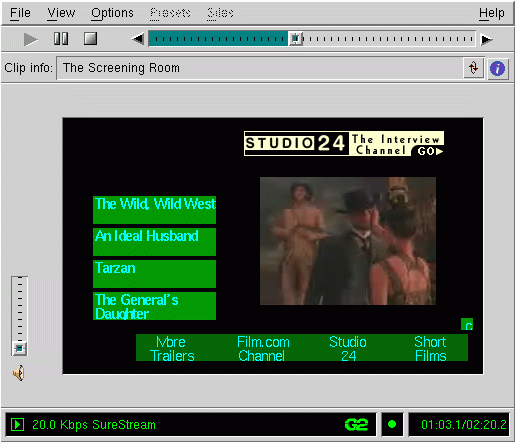 File View Options Presets Sites Help
Clip info: The Screening Room
STUDIO 24 The Interview
Channel GO
The Wild, Wild West
An Ideal Husband
Tarzan
The General's
Daughter
c
More Film.com Studio Short
Trailers Channel 24 Films
20.0 Kbps SureStream G2 01:03.1/02:20.2